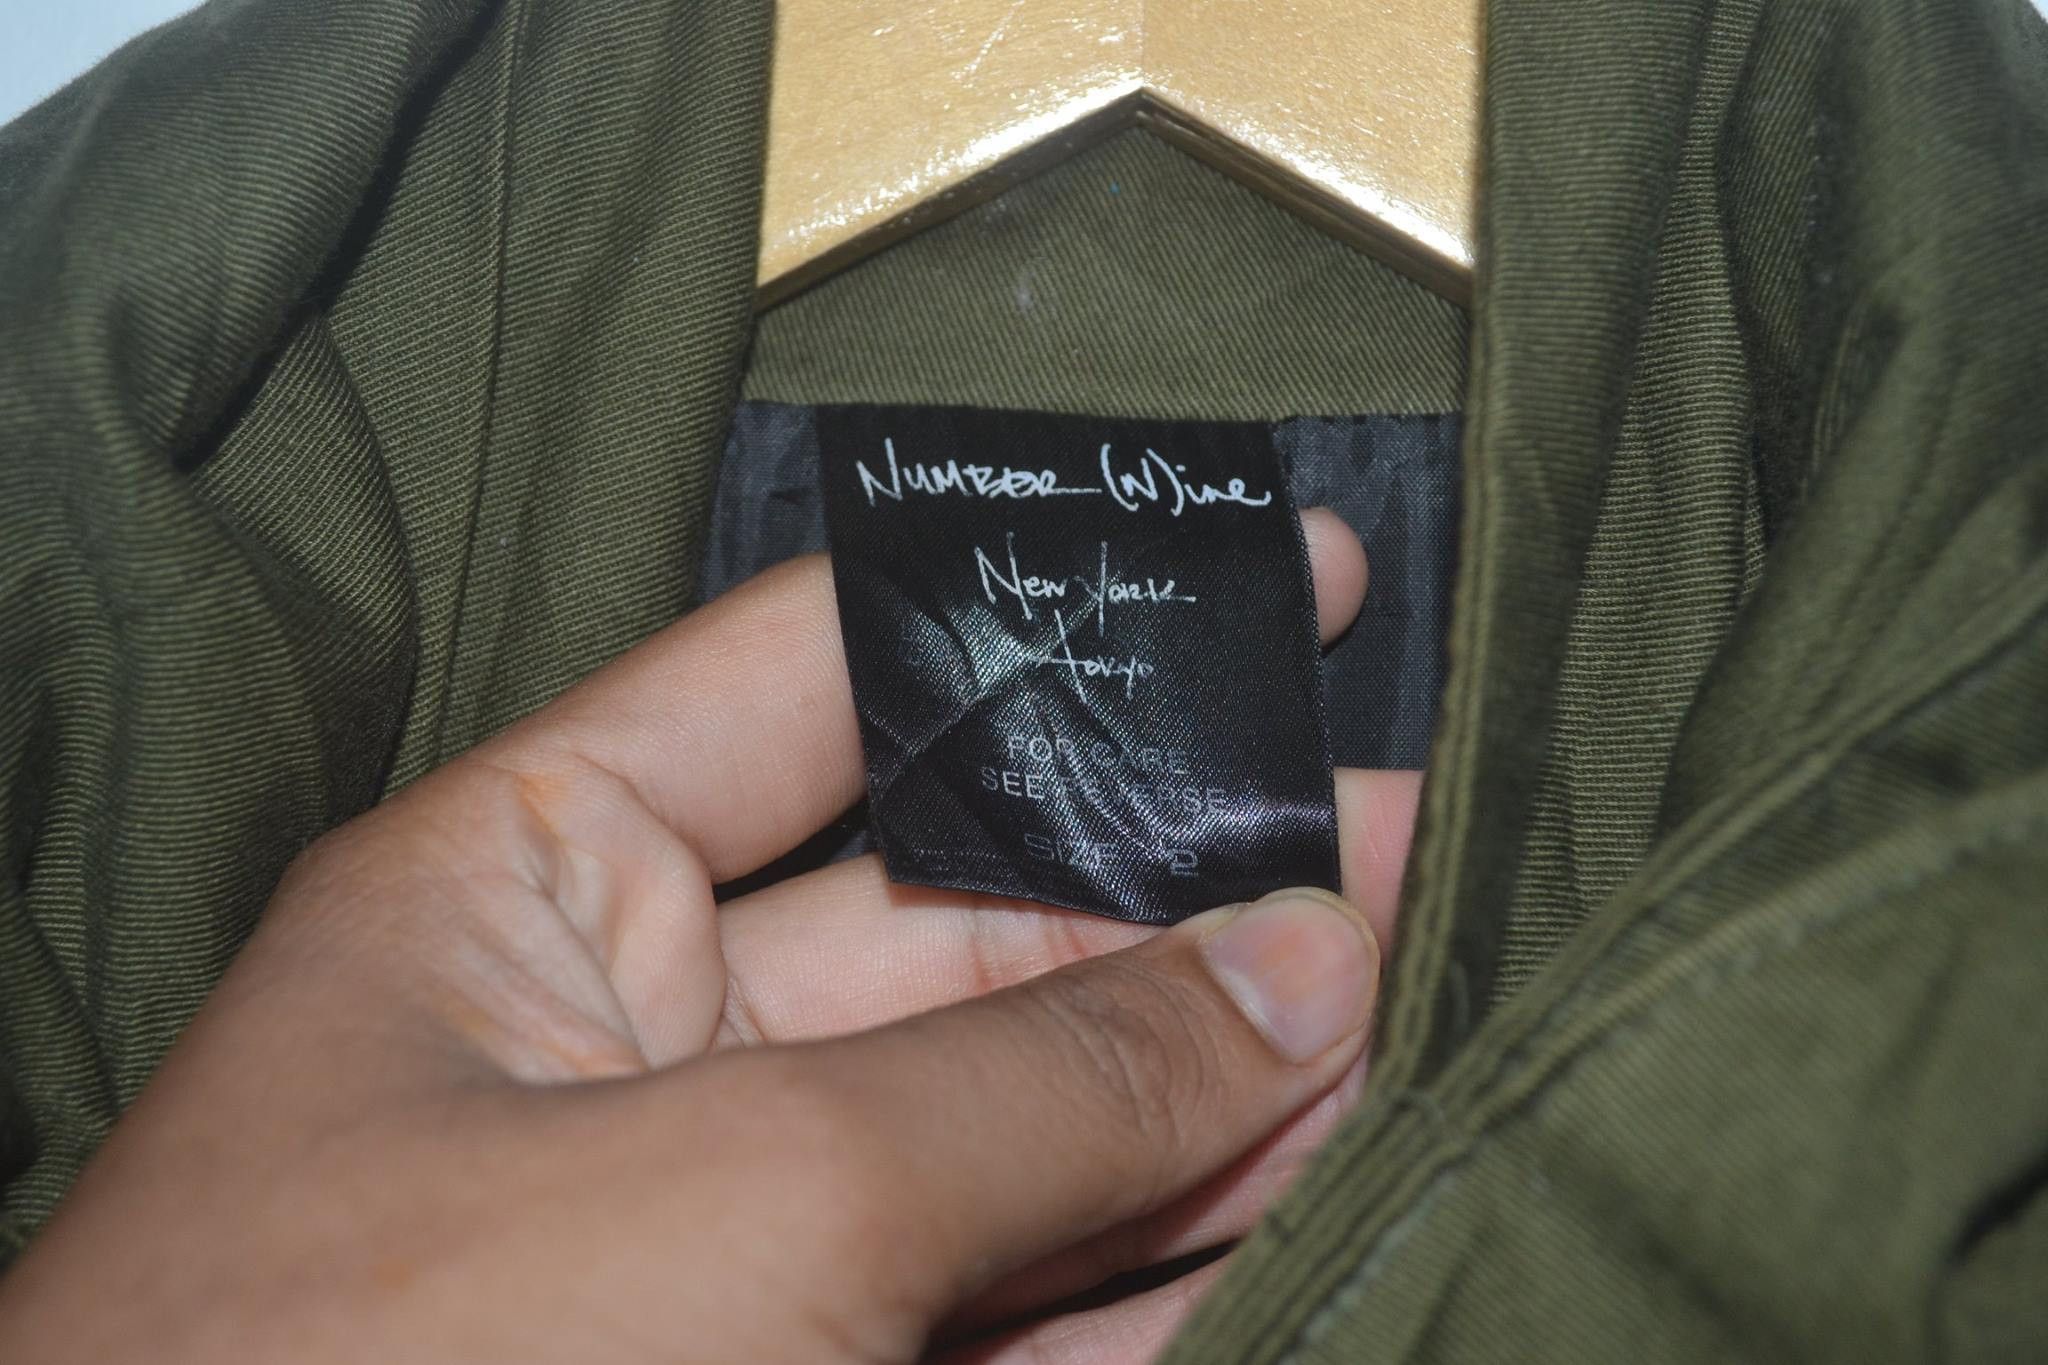 Number (N)ine
New York
Tokyo
FOR CARE
SEE REVERSE
SIZE 2